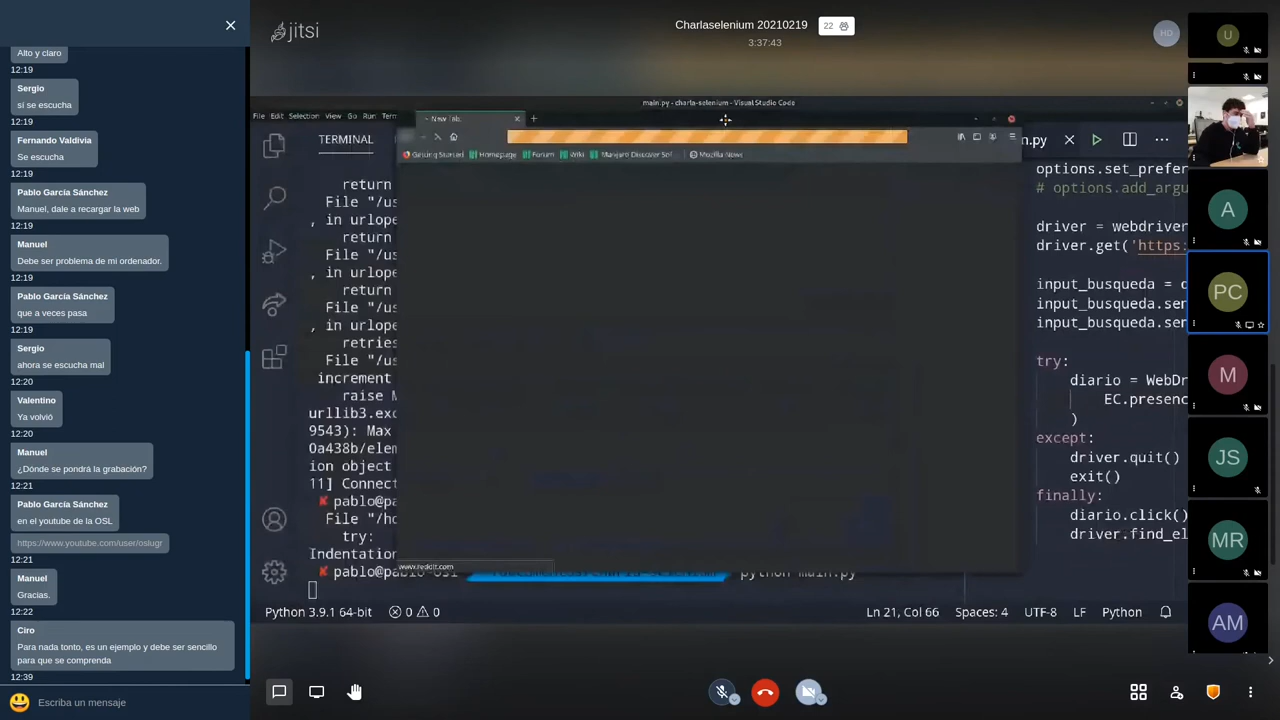 Alto y claro
12:19
Sergio
sí se escucha
12:19
Fernando Valdivia
Se escucha
12:19
Pablo García Sánchez
Manuel, dale a recargar la web
12:19
Manuel
Debe ser problema de mi ordenador.
12:19
Pablo García Sánchez
que a veces pasa
12:19
Sergio
ahora se escucha mal
12:20
Valentino
Ya volvió
12:20
Manuel
¿Dónde se pondrá la grabación?
12:21
Pablo García Sánchez
en el youtube de la OSL
https://www.youtube.com/user/oslugr
12:21
Manuel
Gracias.
12:22
Ciro
Para nada tonto, es un ejemplo y debe ser sencillo
para que se comprenda
12:39
Escriba un mensaje
jitsi
Charlaselenium 20210219
22
3:37:43
HD
main.py - charla-selenium - Visual Studio Code
File Edit Selection View Go Run
New Tab
TERMINAL
Getting Started Homepage Forum Wiki Manjaro Discover Sof Mozilla News
return
File "/us
, in urlope
return
File "/us
, in urlope
return
File "/us
, in urlope
retries
File "/us
increment
raise M
urllib3.exc
9543): Max
0a438b/elem
ion object
11] Connect
pablo@pa
File "/ho
try:
Indentatio
pablo@pablo-osl python main.py
www.reddit.com
n.py
options.set_prefe
# options.add_argu
driver = webdriver
driver.get('https:
input_busqueda = d
input_busqueda.sen
input_busqueda.sen
try:
diario = WebDr
EC.presenc
)
except:
driver.quit()
exit()
finally:
diario.click()
driver.find_el
Python 3.9.1 64-bit 0 0 Ln 21, Col 66 Spaces: 4 UTF-8 LF Python
U
A
PC
M
JS
MR
AM